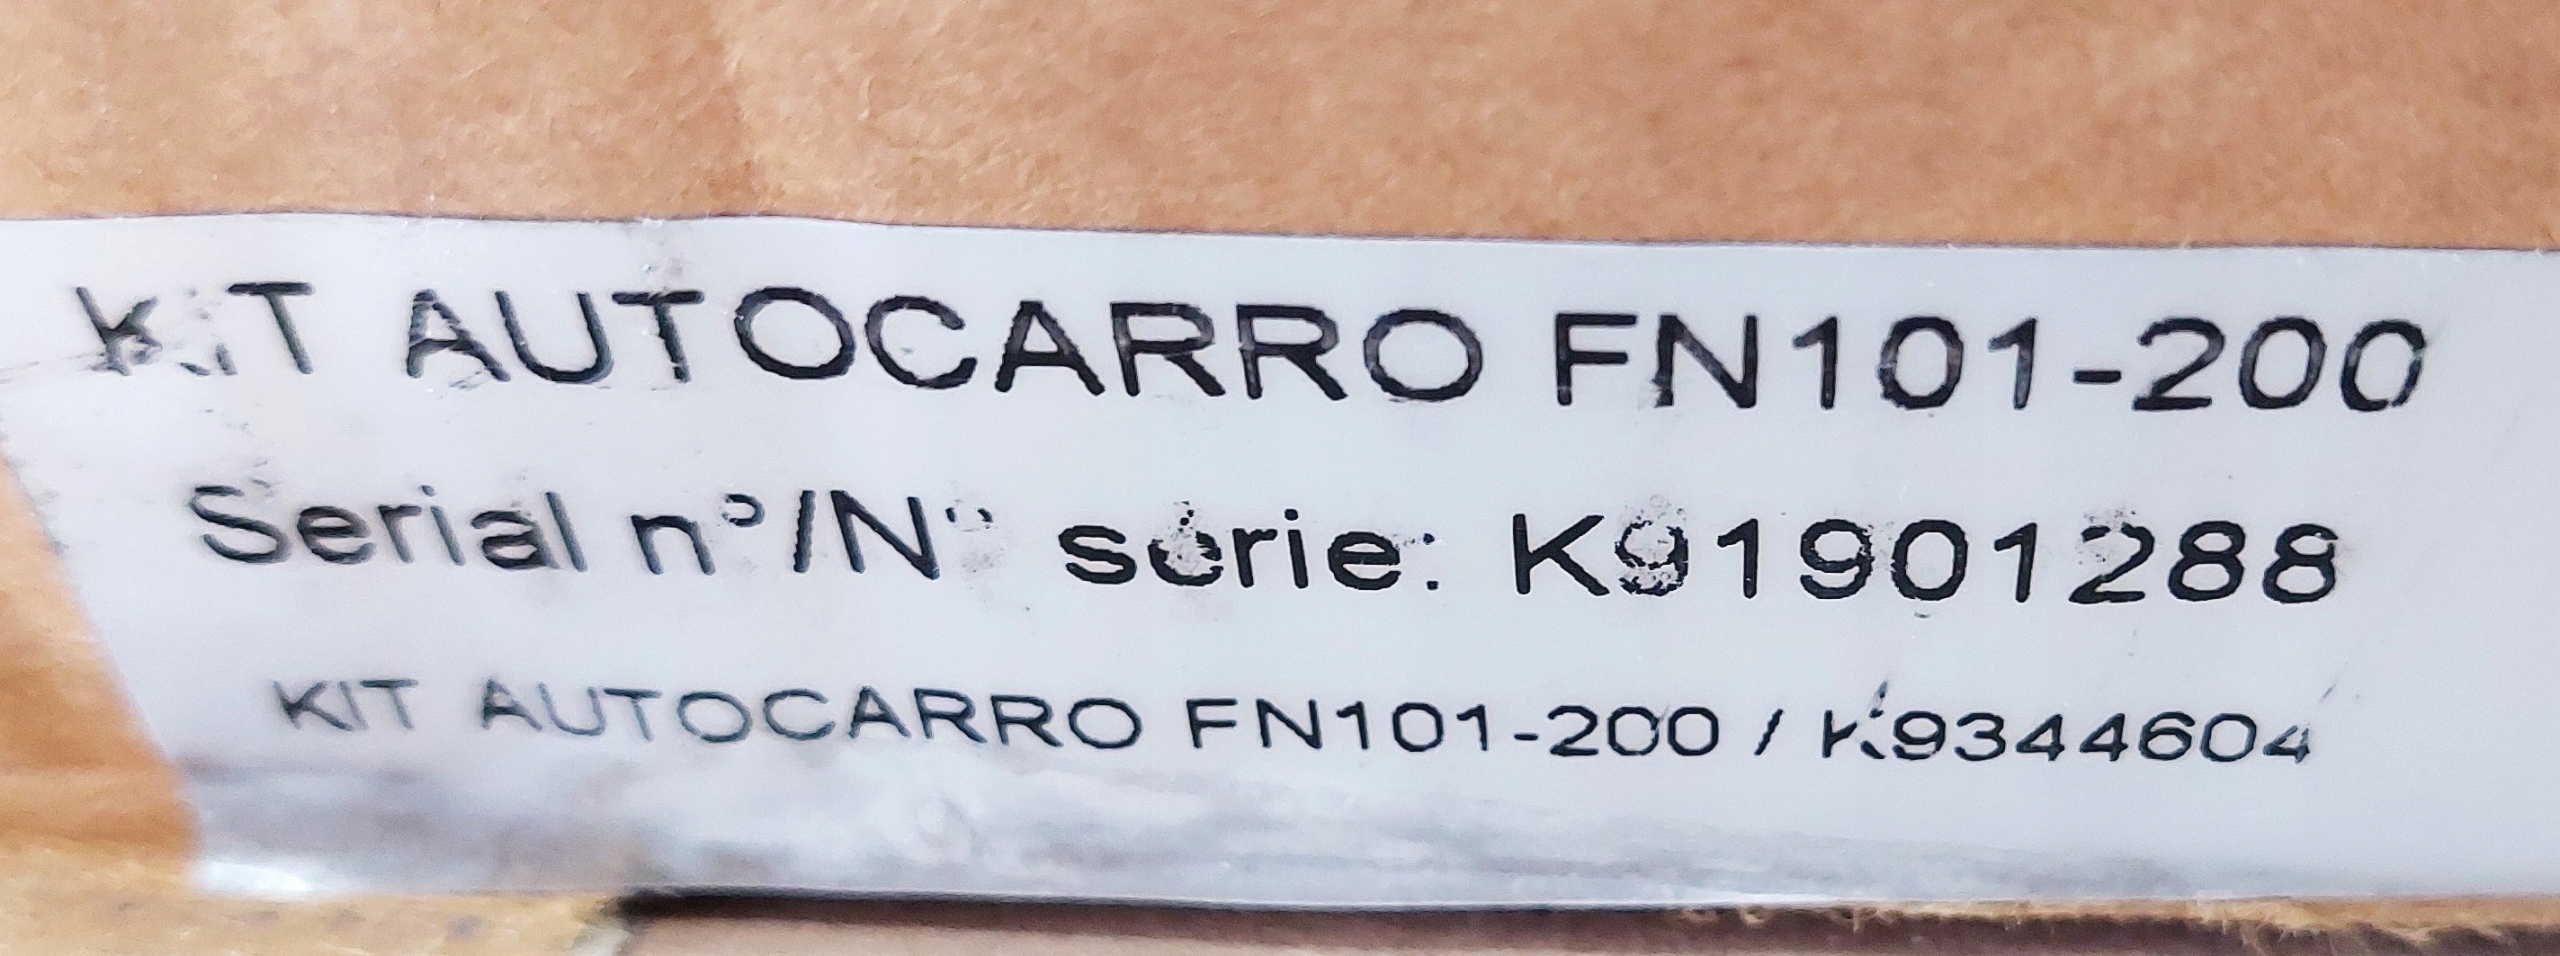 KIT AUTOCARRO FN101-200
Serial n°/N° série: K91901288
KIT AUTOCARRO FN101-200 / K9344604